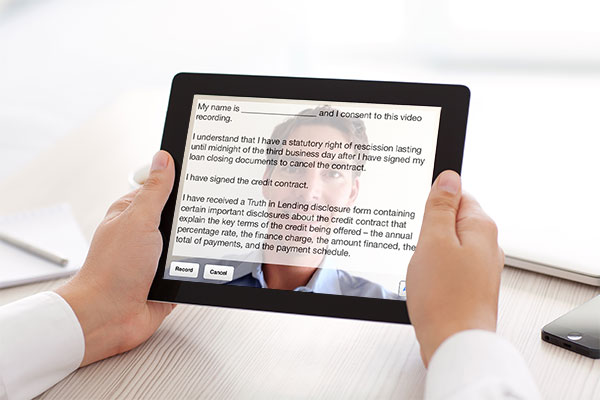 My name is ________________ and I consent to this video
recording.
I understand that I have a statutory right of rescission lasting
until midnight of the third business day after I have signed my
loan closing documents to cancel the contract.
I have signed the credit contract.
I have received a Truth in Lending disclosure form containing
certain important disclosures about the credit contract that
explain the key terms of the credit being offered – the annual
percentage rate, the finance charge, the amount financed, the
total of payments, and the payment schedule.
Record Cancel